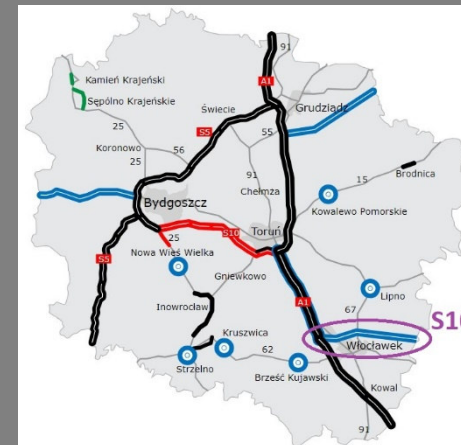 91
Kamień Krajeński
A1
Sępólno Krajeńskie
Grudziądz
Świecie
25
S5
55
Koronowo
56
25
91
Brodnica
Chełmża
15
Bydgoszcz
Kowalewo Pomorskie
Toruń
25
S10
Nowa Wieś Wielka
S5
Gniewkowo
Lipno
A1
Inowrocław
67
S10
Kruszwica
Włocławek
62
Strzelno
Brześć Kujawski
Kowal
91